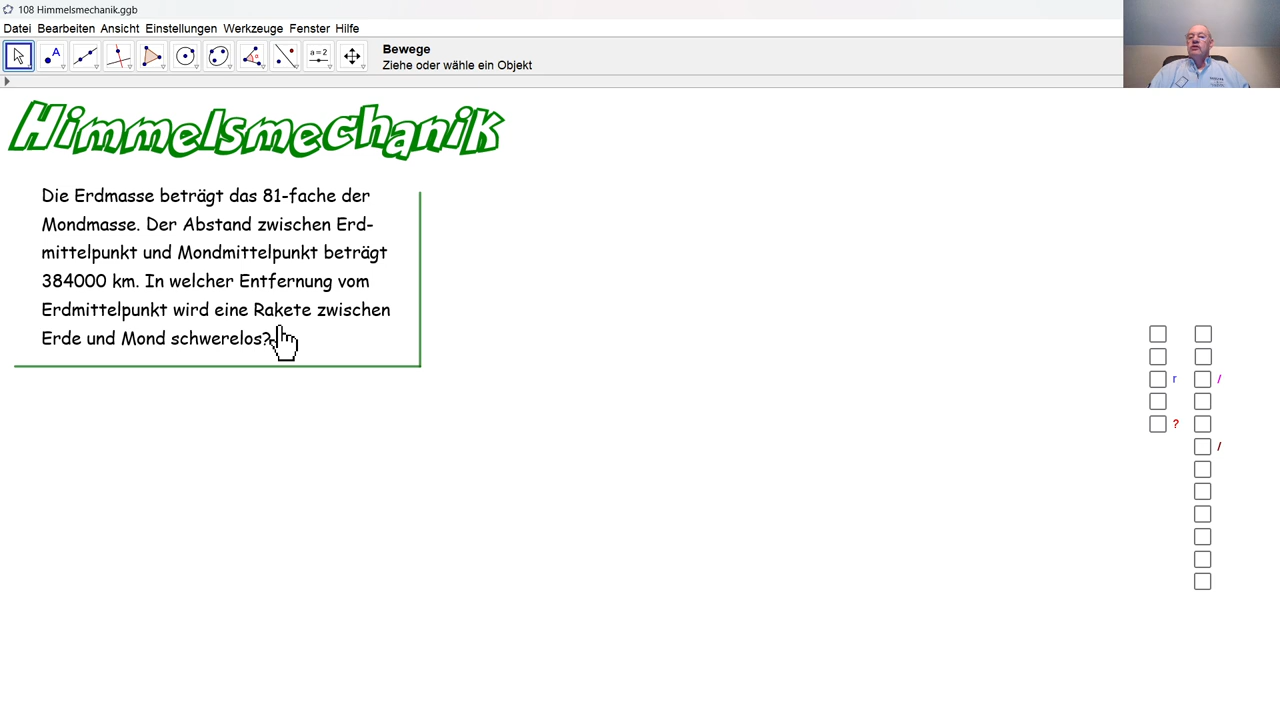 108 Himmelsmechanik.ggb
Datei Bearbeiten Ansicht Einstellungen Werkzeuge Fenster Hilfe
A
a=2
Bewege
Ziehe oder wähle ein Objekt
Himmelsmechanik
Die Erdmasse beträgt das 81-fache der
Mondmasse. Der Abstand zwischen Erd-
mittelpunkt und Mondmittelpunkt beträgt
384000 km. In welcher Entfernung vom
Erdmittelpunkt wird eine Rakete zwischen
Erde und Mond schwerelos?
r /
?
/